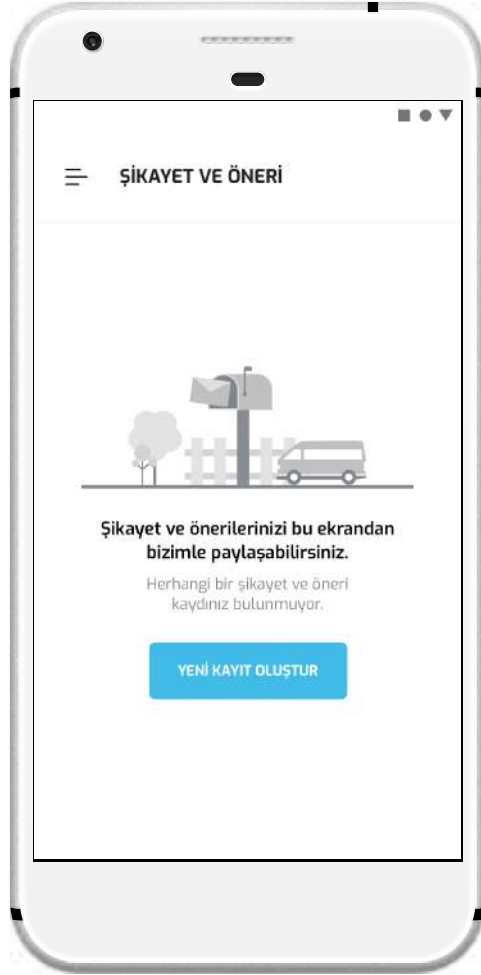 ŞİKAYET VE ÖNERİ
Şikayet ve önerilerinizi bu ekrandan
bizimle paylaşabilirsiniz.
Herhangi bir şikayet ve öneri
kaydınız bulunmuyor.
YENİ KAYIT OLUŞTUR